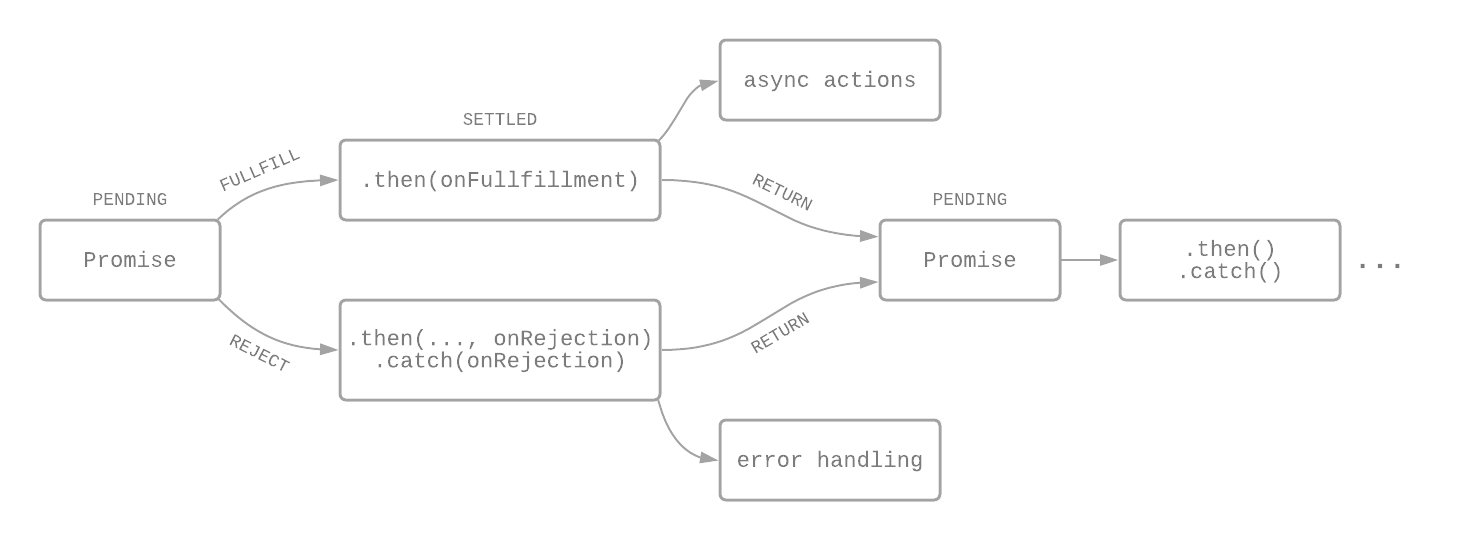 async actions
SETTLED
FULLFILL
.then(onFullfillment)
RETURN
PENDING
Promise
PENDING
Promise
.then()
.catch()
...
REJECT
.then(..., onRejection)
.catch(onRejection)
RETURN
error handling